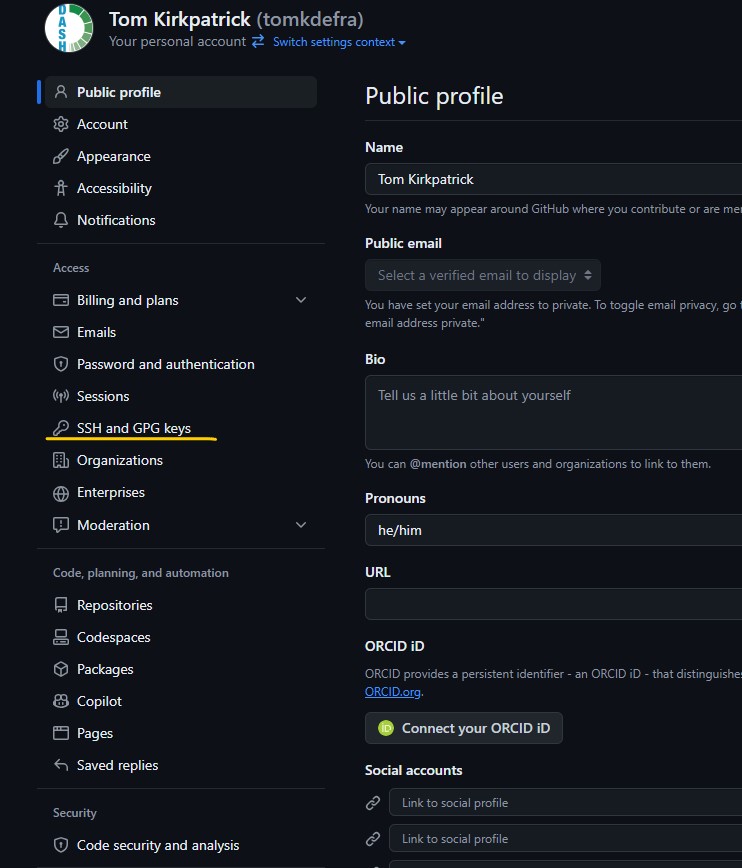 DASH
Tom Kirkpatrick (tomkdefra)
Your personal account Switch settings context
Public profile
Account
Appearance
Accessibility
Notifications
Access
Billing and plans
Emails
Password and authentication
Sessions
SSH and GPG keys
Organizations
Enterprises
Moderation
Code, planning, and automation
Repositories
Codespaces
Packages
Copilot
Pages
Saved replies
Security
Code security and analysis
Public profile
Name
Tom Kirkpatrick
Your name may appear around GitHub where you contribute or are
Public email
Select a verified email to display
You have set your email address to private. To toggle email privacy, go
email address private."
Bio
Tell us a little bit about yourself
You can @mention other users and organizations to link to them.
Pronouns
he/him
URL
ORCID iD
ORCID provides a persistent identifier - an ORCID iD - that distinguishes
ORCID.org.
iD Connect your ORCID iD
Social accounts
Link to social profile
Link to social profile